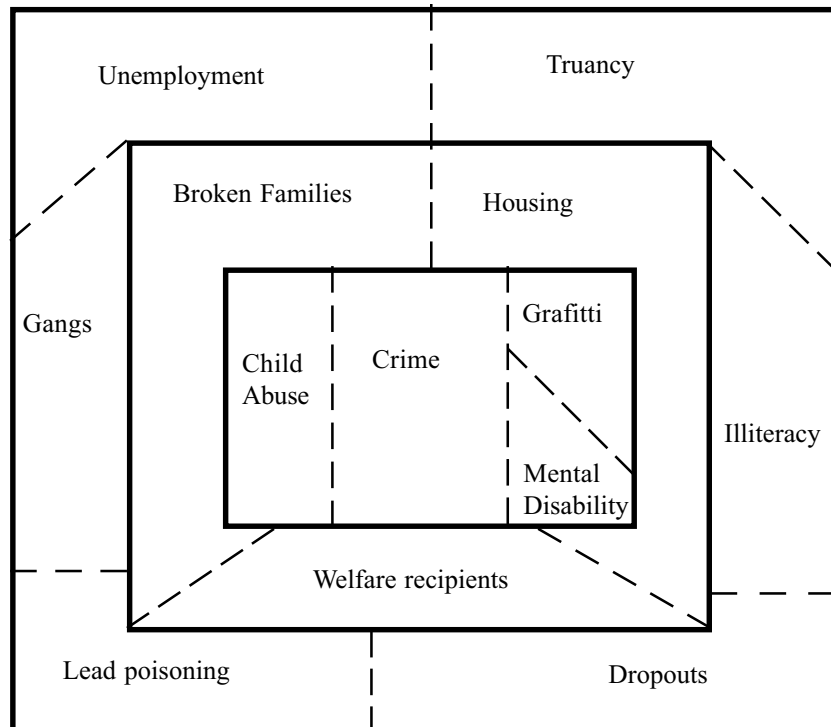 Unemployment
Truancy
Broken Families
Housing
Gangs
Child
Abuse
Crime
Grafitti
Illiteracy
Mental
Disability
Welfare recipients
Lead poisoning
Dropouts